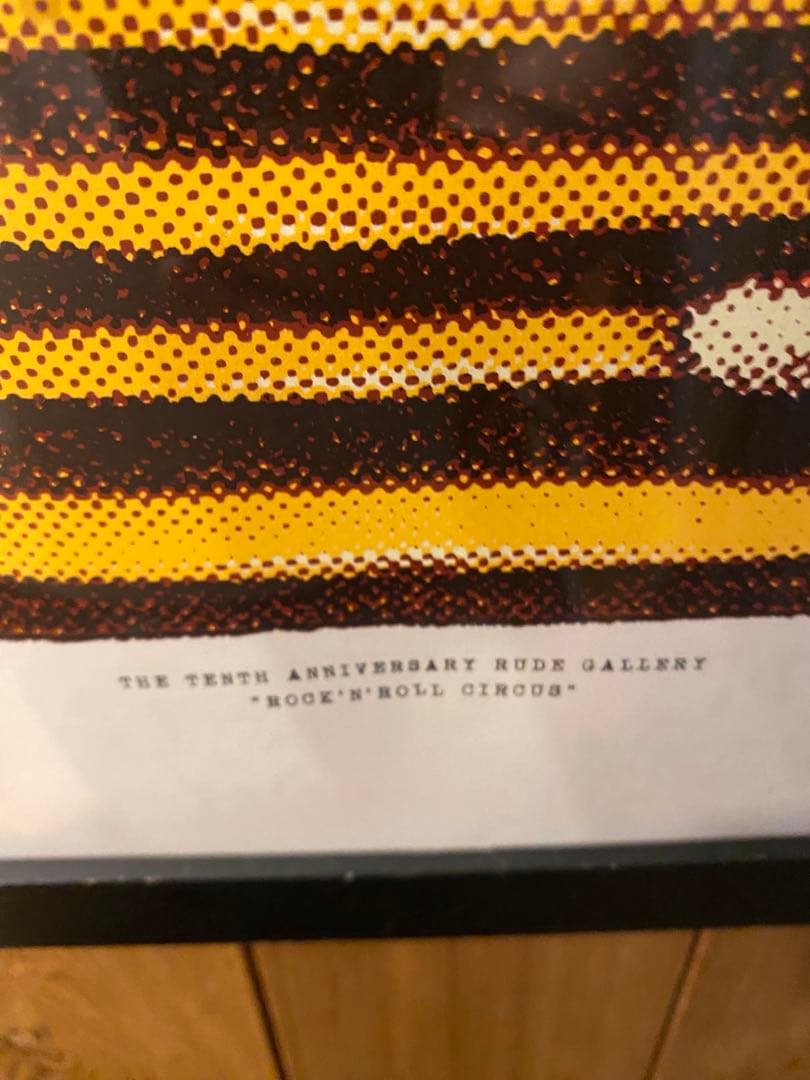 THE TENTH ANNIVERSARY RUDE GALLERY
"ROCK'N'ROLL CIRCUS"